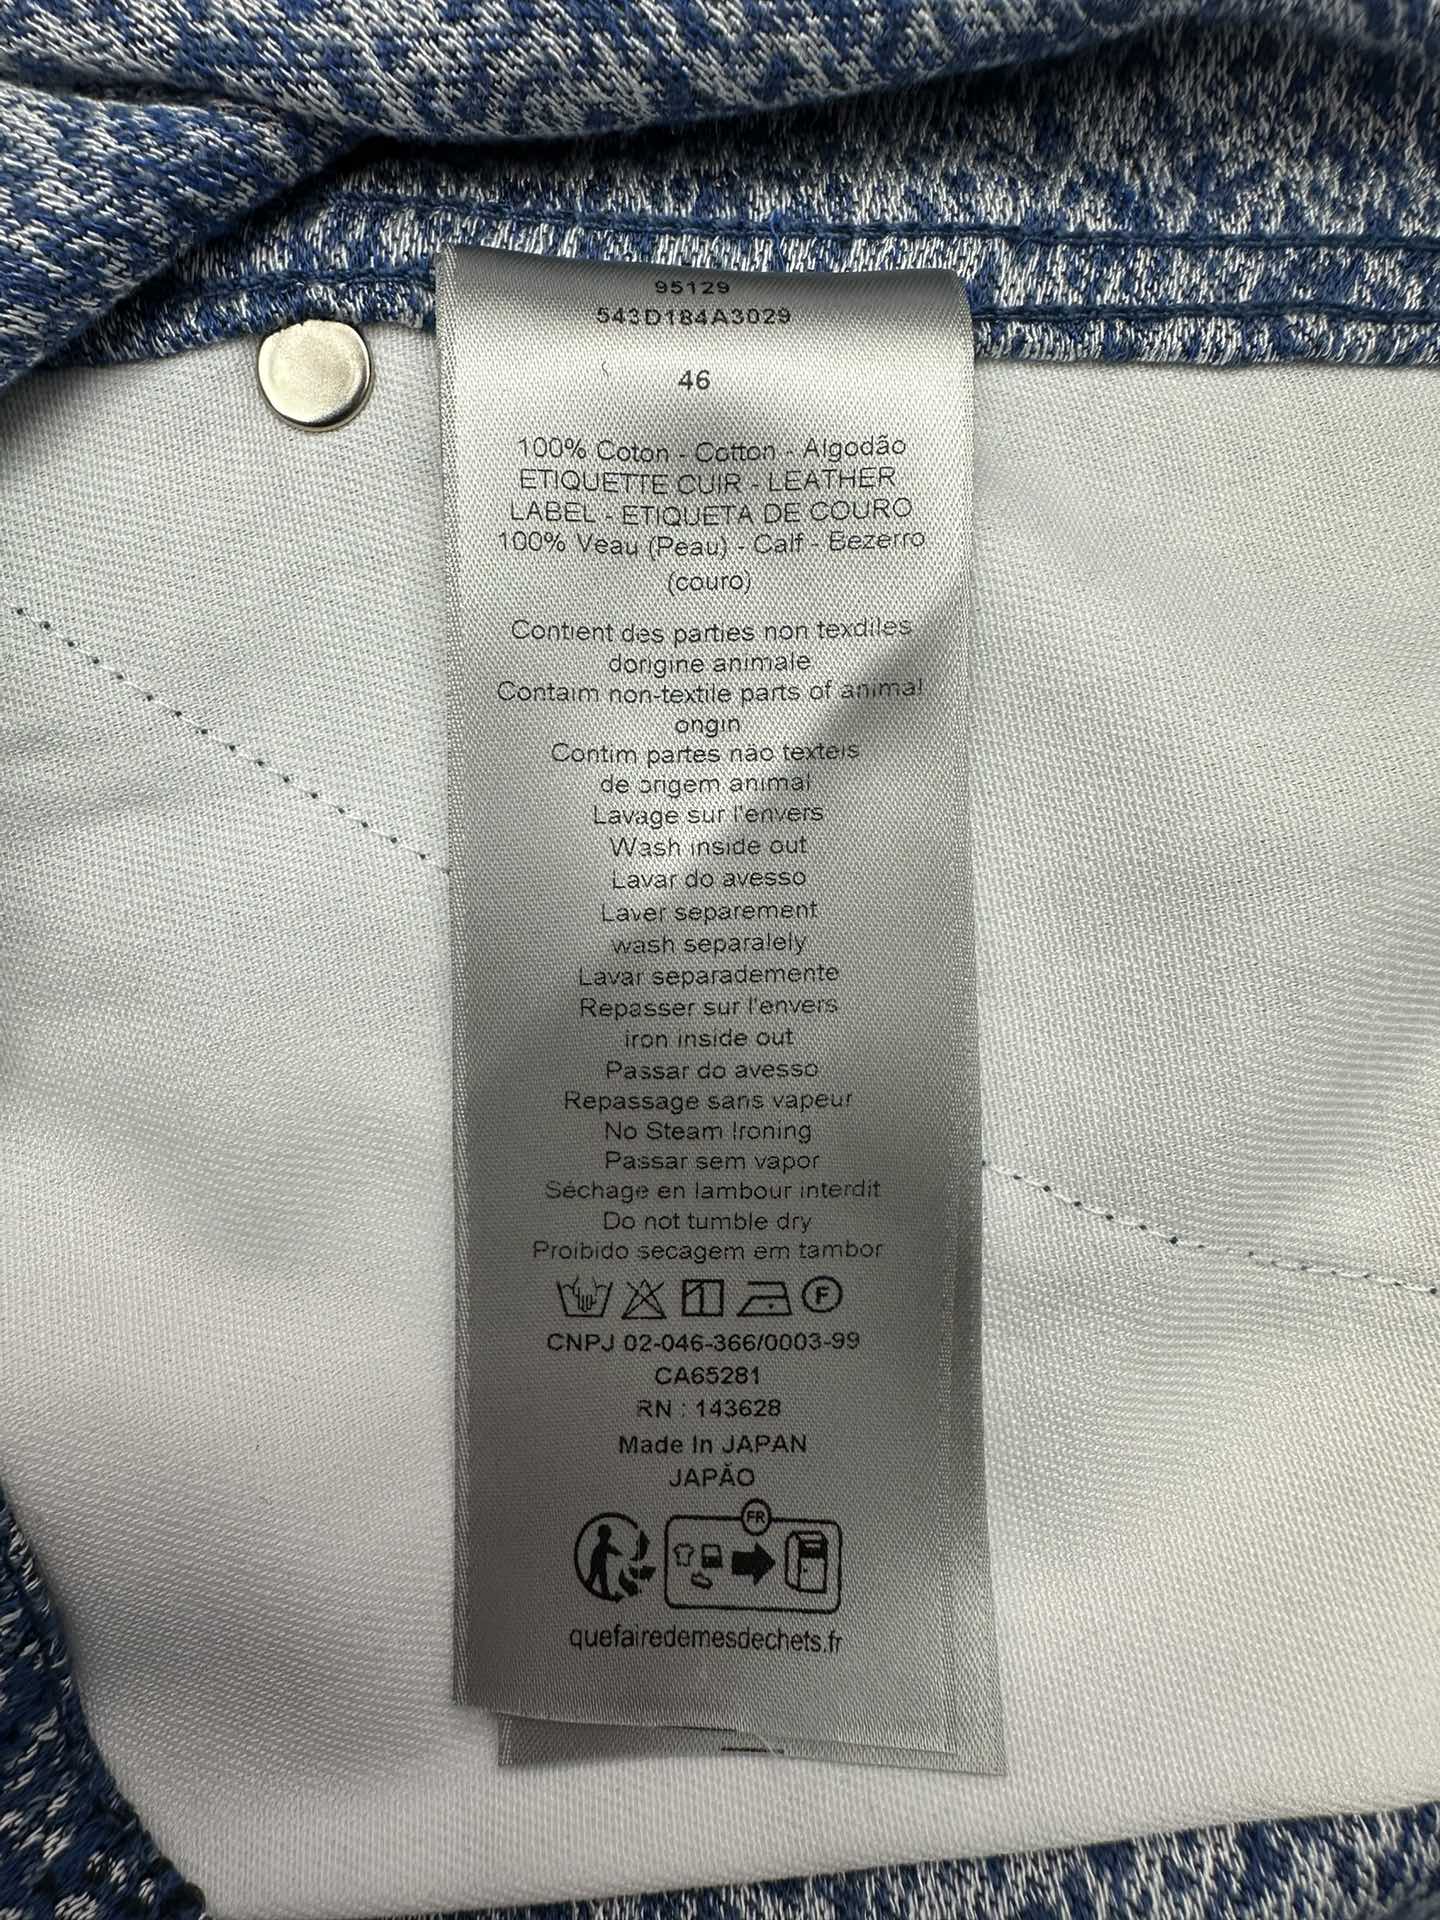 95129
543D184A3029
46
100% Coton - Cotton - Algodão
ETIQUETTE CUIR - LEATHER
LABEL - ETIQUETA DE COURO
100% Veau (Peau) - Calf - Bezerro
(couro)
Contient des parties non texdiles
dorigine animale
Contaim non-textile parts of animal
ongin
Contim partes não texteis
de origem animal
Lavage sur l'envers
Wash inside out
Lavar do avesso
Laver separement
wash separalely
Lavar separademente
Repasser sur l'envers
iron inside out
Passar do avesso
Repassage sans vapeur
No Steam Ironing
Passar sem vapor
Séchage en lambour interdit
Do not tumble dry
Proibido secagem em tambor
F
CNPJ 02-046-366/0003-99
CA65281
RN : 143628
Made In JAPAN
JAPÃO
FR
quefairedemesdechets.fr